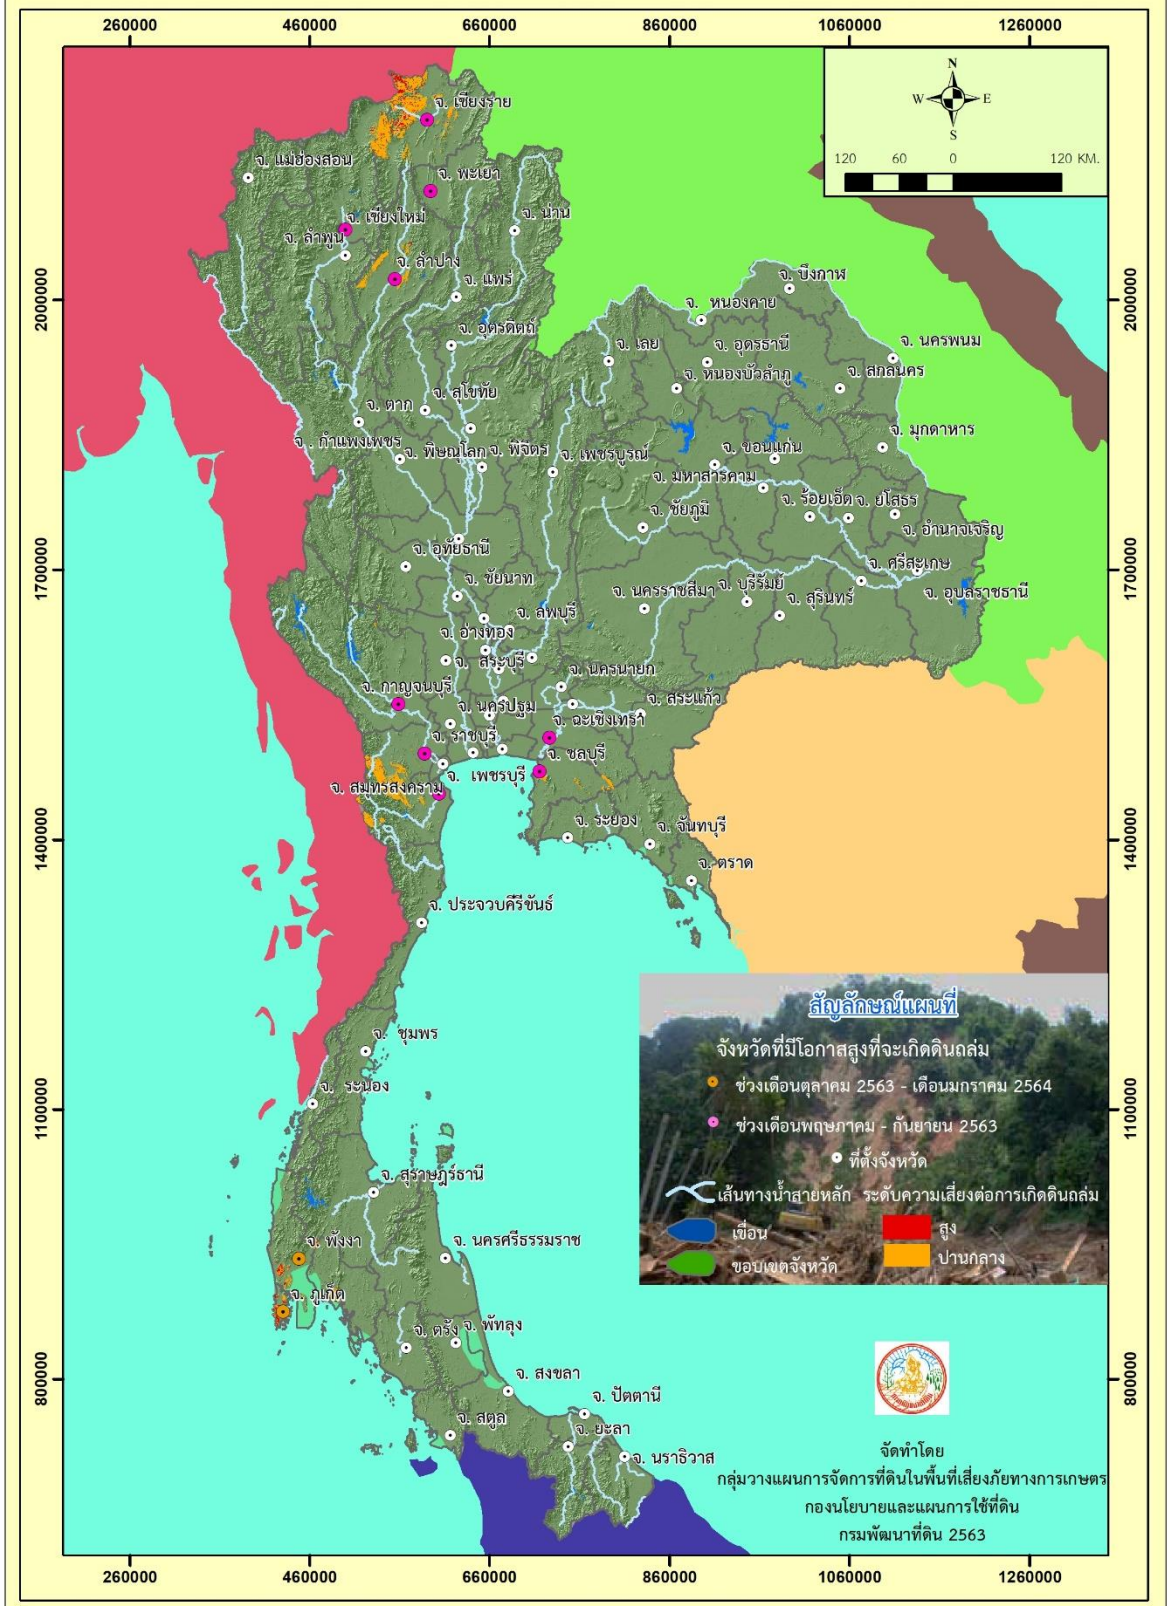 260000 460000 660000 860000 1060000 1260000
N
W E
S
120 60 0 120 KM.
จ. เชียงราย
จ. แม่ฮ่องสอน
จ. พะเยา
จ. น่าน
จ. เชียงใหม่
จ. ลำพูน
จ. ลำปาง
จ. แพร่
จ. บึงกาฬ
จ. หนองคาย
2000000 2000000
จ. อุตรดิตถ์
จ. เลย
จ. อุดรธานี
จ. นครพนม
จ. หนองบัวลำภู
จ. สกลนคร
จ. สุโขทัย
จ. ตาก
จ. มุกดาหาร
จ. กำแพงเพชร
จ. พิษณุโลก
จ. พิจิตร
จ. เพชรบูรณ์
จ. ขอนแก่น
จ. มหาสารคาม
จ. ชัยภูมิ
จ. ร้อยเอ็ด
จ. ยโสธร
จ. อำนาจเจริญ
จ. อุทัยธานี
จ. ศรีสะเกษ
1700000 1700000
จ. ชัยนาท
จ. นครราชสีมา
จ. บุรีรัมย์
จ. สุรินทร์
จ. อุบลราชธานี
จ. ลพบุรี
จ. อ่างทอง
จ. สระบุรี
จ. นครนายก
จ. กาญจนบุรี
จ. นครปฐม
จ. สระแก้ว
จ. ฉะเชิงเทรา
จ. ราชบุรี
จ. ชลบุรี
จ. เพชรบุรี
จ. สมุทรสงคราม
จ. ระยอง
จ. จันทบุรี
1400000 1400000
จ. ตราด
จ. ประจวบคีรีขันธ์
สัญลักษณ์แผนที่
จังหวัดที่มีโอกาสสูงที่จะเกิดดินถล่ม
ช่วงเดือนตุลาคม 2563 - เดือนมกราคม 2564
ช่วงเดือนพฤษภาคม - กันยายน 2563
ที่ตั้งจังหวัด
เส้นทางน้ำสายหลัก ระดับความเสี่ยงต่อการเกิดดินถล่ม
เขื่อน สูง
ขอบเขตจังหวัด ปานกลาง
จ. ชุมพร
จ. ระนอง
1100000 1100000
จ. สุราษฎร์ธานี
จ. นครศรีธรรมราช
จ. พังงา
จ. ภูเก็ต
จ. ตรัง
จ. พัทลุง
800000 800000
จ. สงขลา
จ. ปัตตานี
จ. สตูล
จ. ยะลา
จ. นราธิวาส
จัดทำโดย
กลุ่มวางแผนการจัดการที่ดินในพื้นที่เสี่ยงภัยทางการเกษตร
กองนโยบายและแผนการใช้ที่ดิน
กรมพัฒนาที่ดิน 2563
260000 460000 660000 860000 1060000 1260000